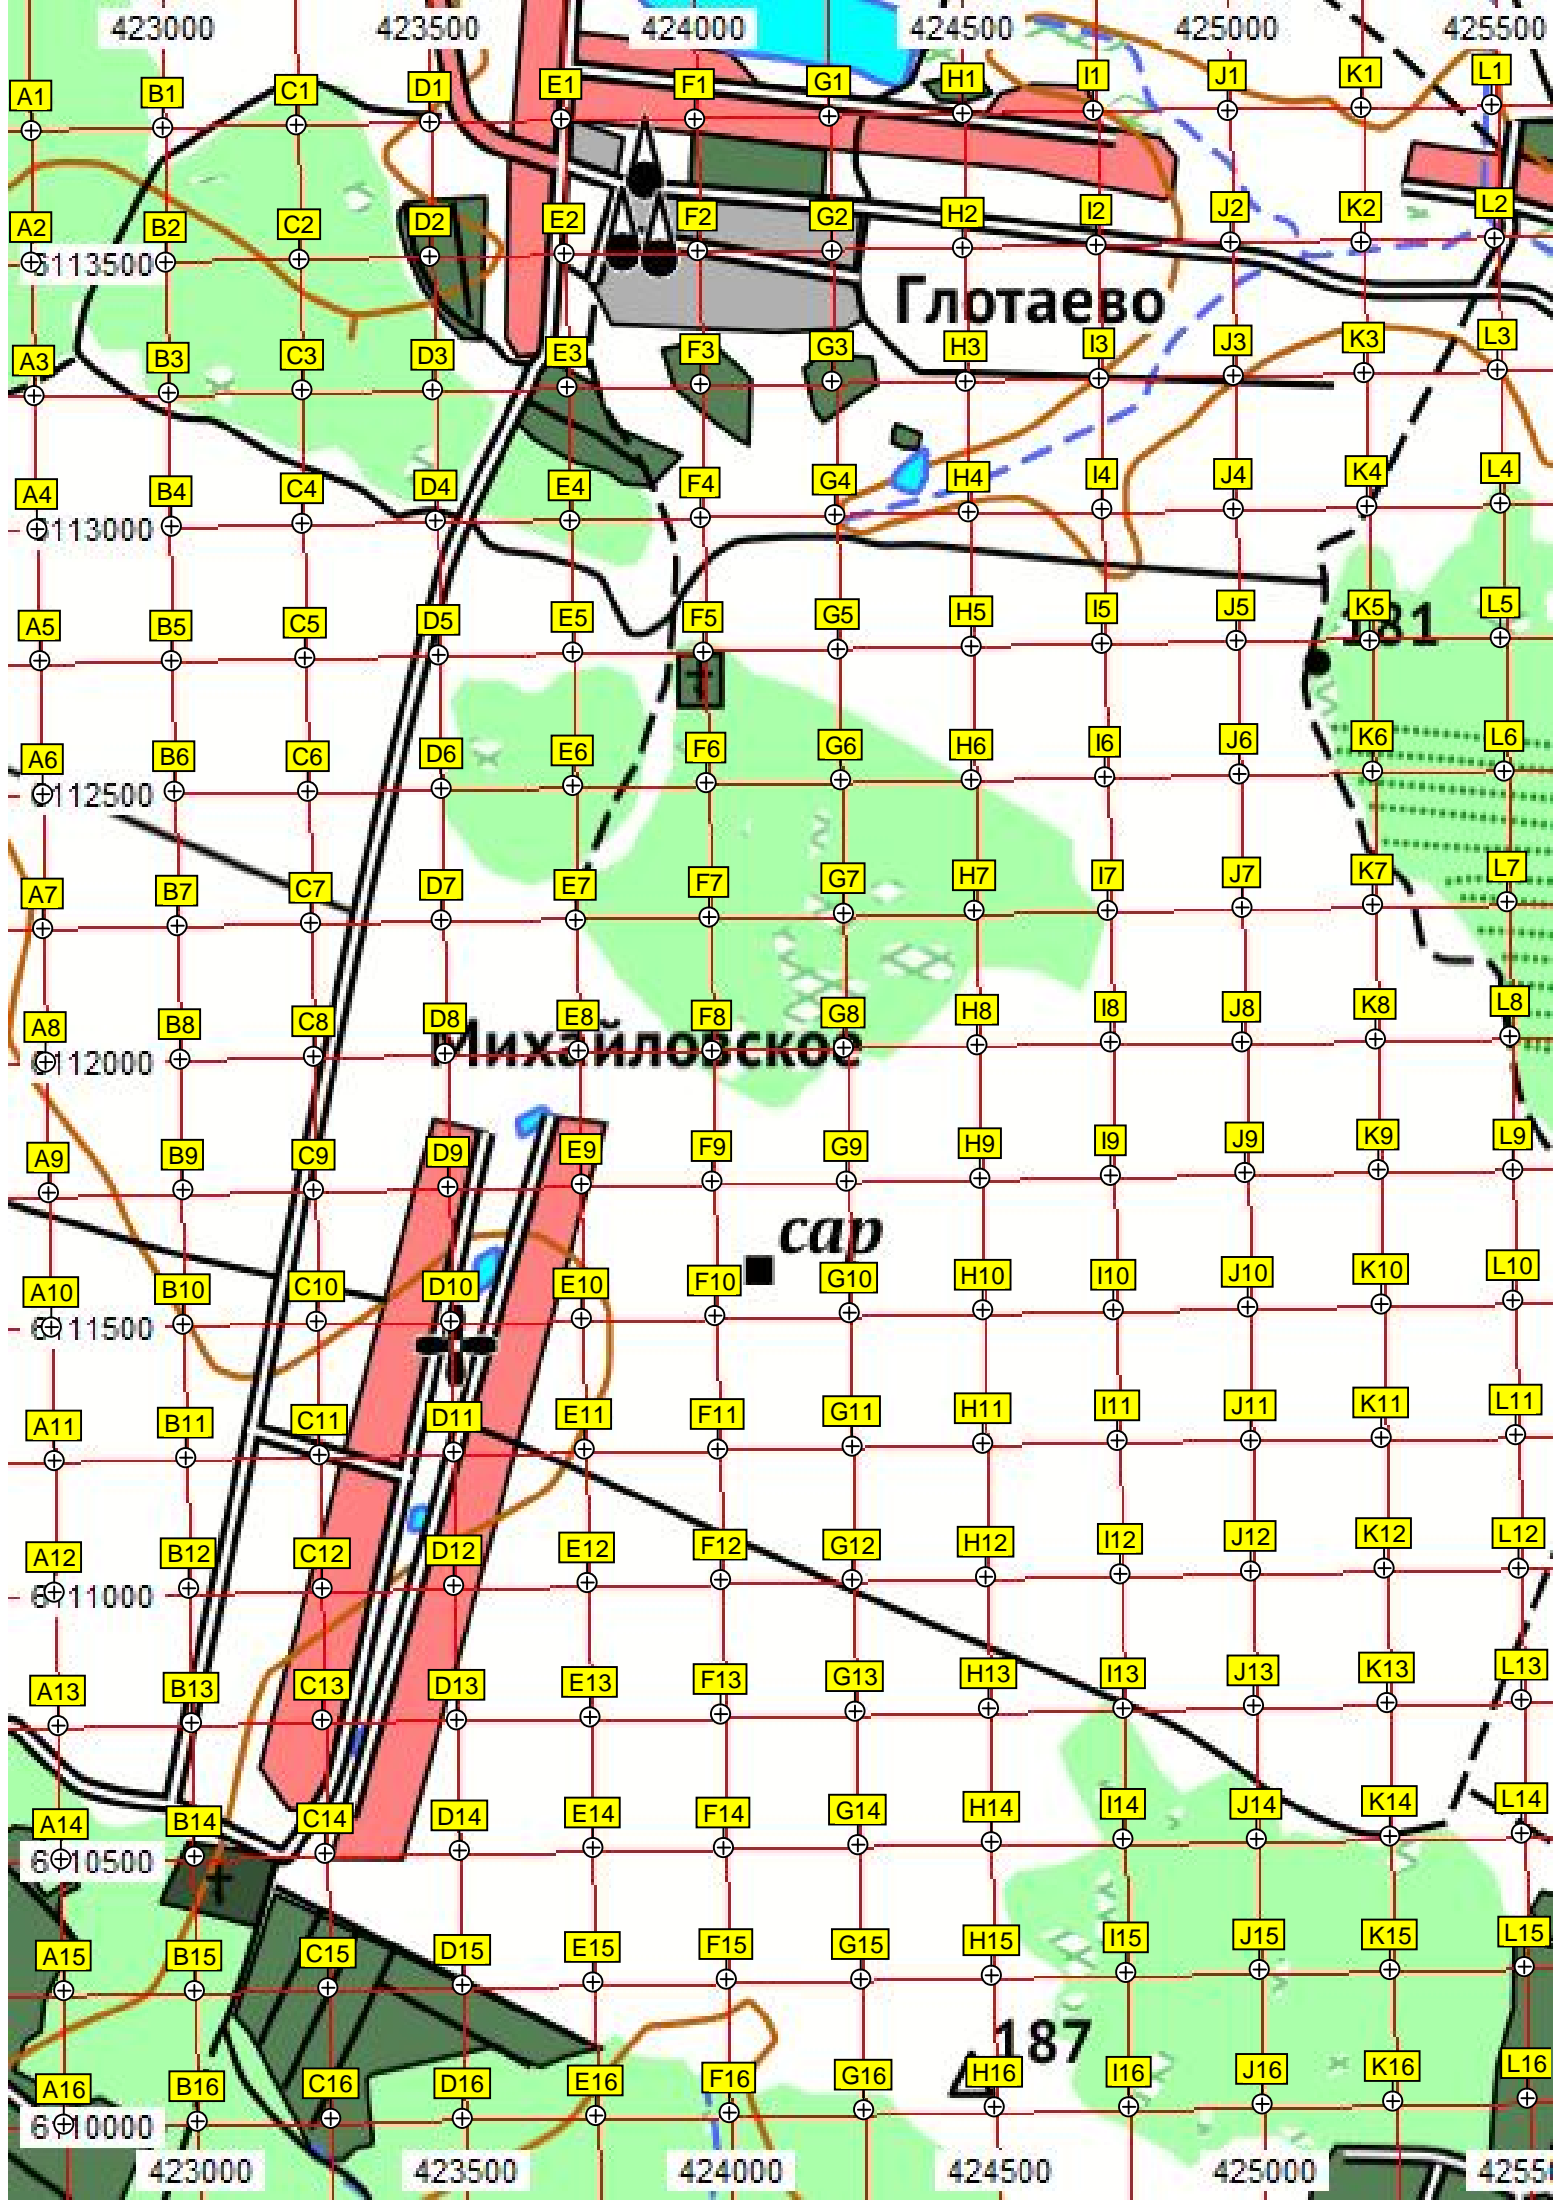 423000 423500 424000 424500 425000 425500
A1 B1 C1 D1 E1 F1 G1 H1 I1 J1 K1 L1
A2 B2 C2 D2 E2 F2 G2 H2 I2 J2 K2 L2
6113500
Глотаево
A3 B3 C3 D3 E3 F3 G3 H3 I3 J3 K3 L3
A4 B4 C4 D4 E4 F4 G4 H4 I4 J4 K4 L4
6113000
A5 B5 C5 D5 E5 F5 G5 H5 I5 J5 K5 L5
181
A6 B6 C6 D6 E6 F6 G6 H6 I6 J6 K6 L6
6112500
A7 B7 C7 D7 E7 F7 G7 H7 I7 J7 K7 L7
A8 B8 C8 D8 E8 F8 G8 H8 I8 J8 K8 L8
Михайловское
6112000
A9 B9 C9 D9 E9 F9 G9 H9 I9 J9 K9 L9
сар
A10 B10 C10 D10 E10 F10 G10 H10 I10 J10 K10 L10
6111500
A11 B11 C11 D11 E11 F11 G11 H11 I11 J11 K11 L11
A12 B12 C12 D12 E12 F12 G12 H12 I12 J12 K12 L12
6111000
A13 B13 C13 D13 E13 F13 G13 H13 I13 J13 K13 L13
A14 B14 C14 D14 E14 F14 G14 H14 I14 J14 K14 L14
6110500
A15 B15 C15 D15 E15 F15 G15 H15 I15 J15 K15 L15
187
A16 B16 C16 D16 E16 F16 G16 H16 I16 J16 K16 L16
6110000
423000 423500 424000 424500 425000 4255